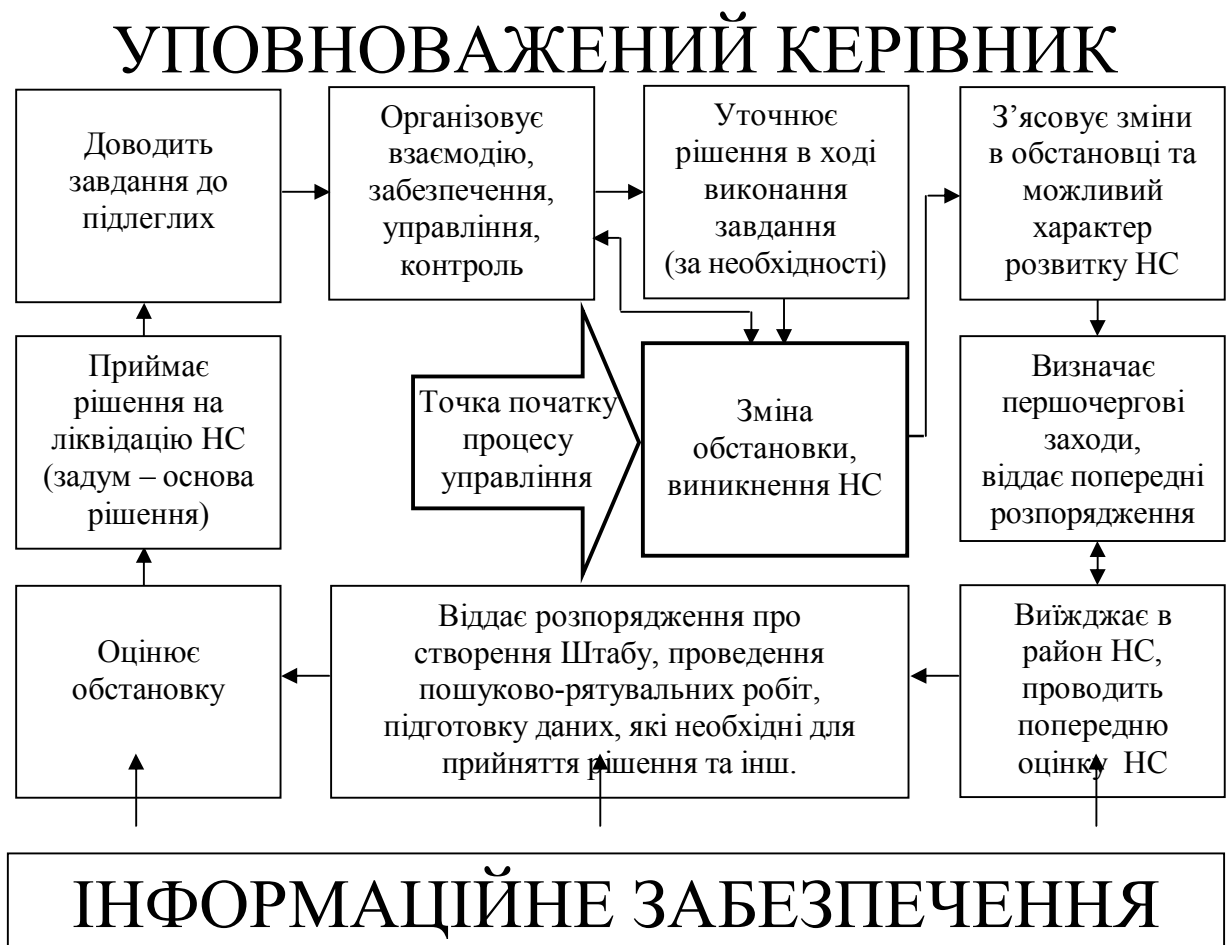 УПОВНОВАЖЕНИЙ КЕРІВНИК
Доводить
завдання до
підлеглих
Організовує
взаємодію,
забезпечення,
управління,
контроль
Уточнює
рішення в ході
виконання
завдання
(за необхідності)
З’ясовує зміни
в обстановці та
можливий
характер
розвитку НС
Приймає
рішення на
ліквідацію НС
(задум – основа
рішення)
Точка початку
процесу
управління
Зміна
обстановки,
виникнення НС
Визначає
першочергові
заходи,
віддає попередні
розпорядження
Оцінює
обстановку
Віддає розпорядження про
створення Штабу, проведення
пошуково-рятувальних робіт,
підготовку даних, які необхідні для
прийняття рішення та інш.
Виїжджає в
район НС,
проводить
попередню
оцінку НС
ІНФОРМАЦІЙНЕ ЗАБЕЗПЕЧЕННЯ